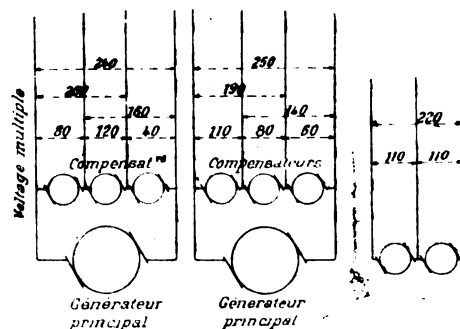 Voltage multiple
240
200
160
80 120 40
Compensat.rs
Générateur
principal
250
190
140
110 80 60
Compensateurs
Générateur
principal
220
110 110